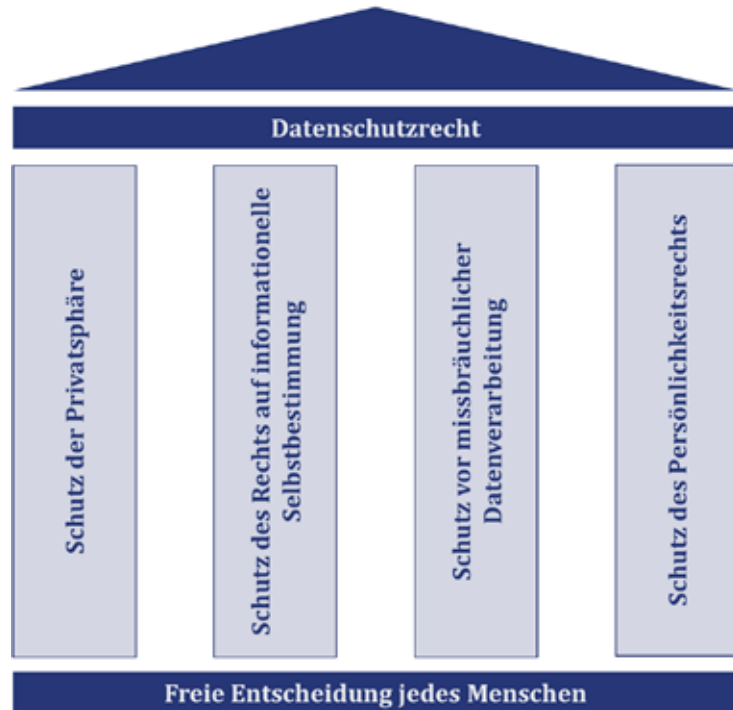 Datenschutzrecht
Schutz der Privatsphäre
Schutz des Rechts auf informationelle
Selbstbestimmung
Schutz vor missbräuchlicher
Datenverarbeitung
Schutz des Persönlichkeitsrechts
Freie Entscheidung jedes Menschen